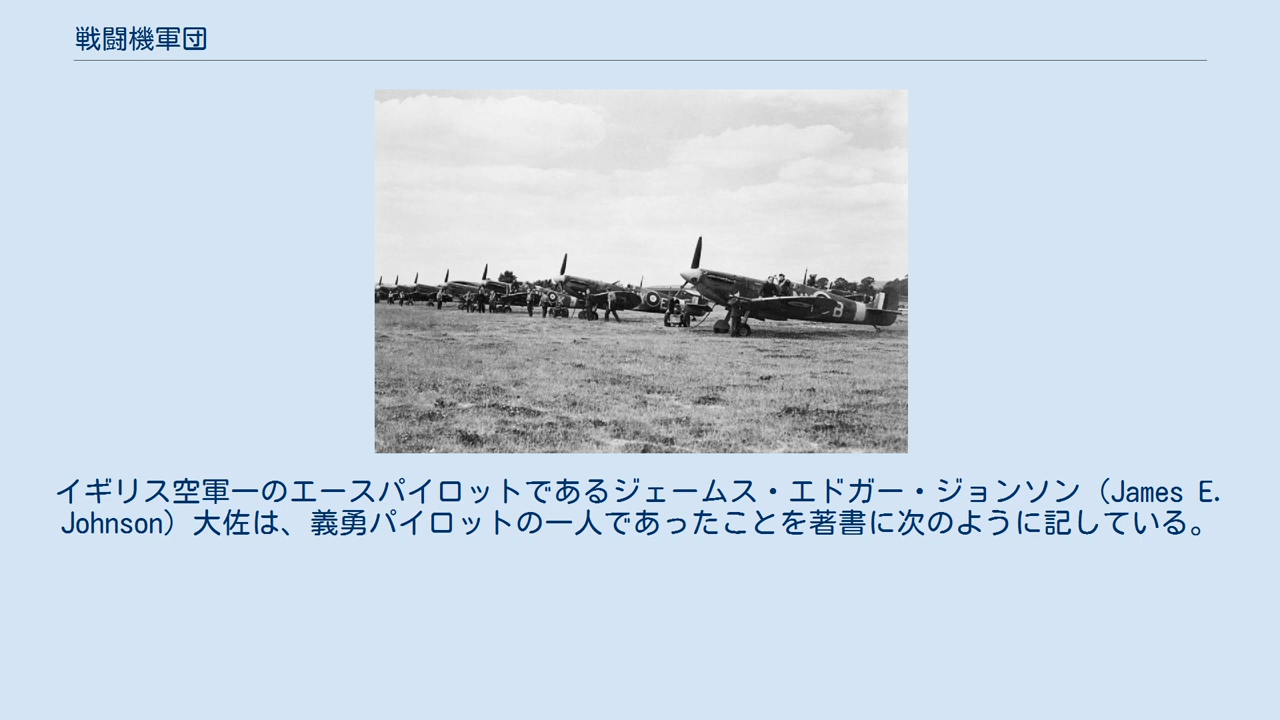 戦闘機軍団
イギリス空軍一のエースパイロットであるジェームス・エドガー・ジョンソン（James E.
Johnson）大佐は、義勇パイロットの一人であったことを著書に次のように記している。